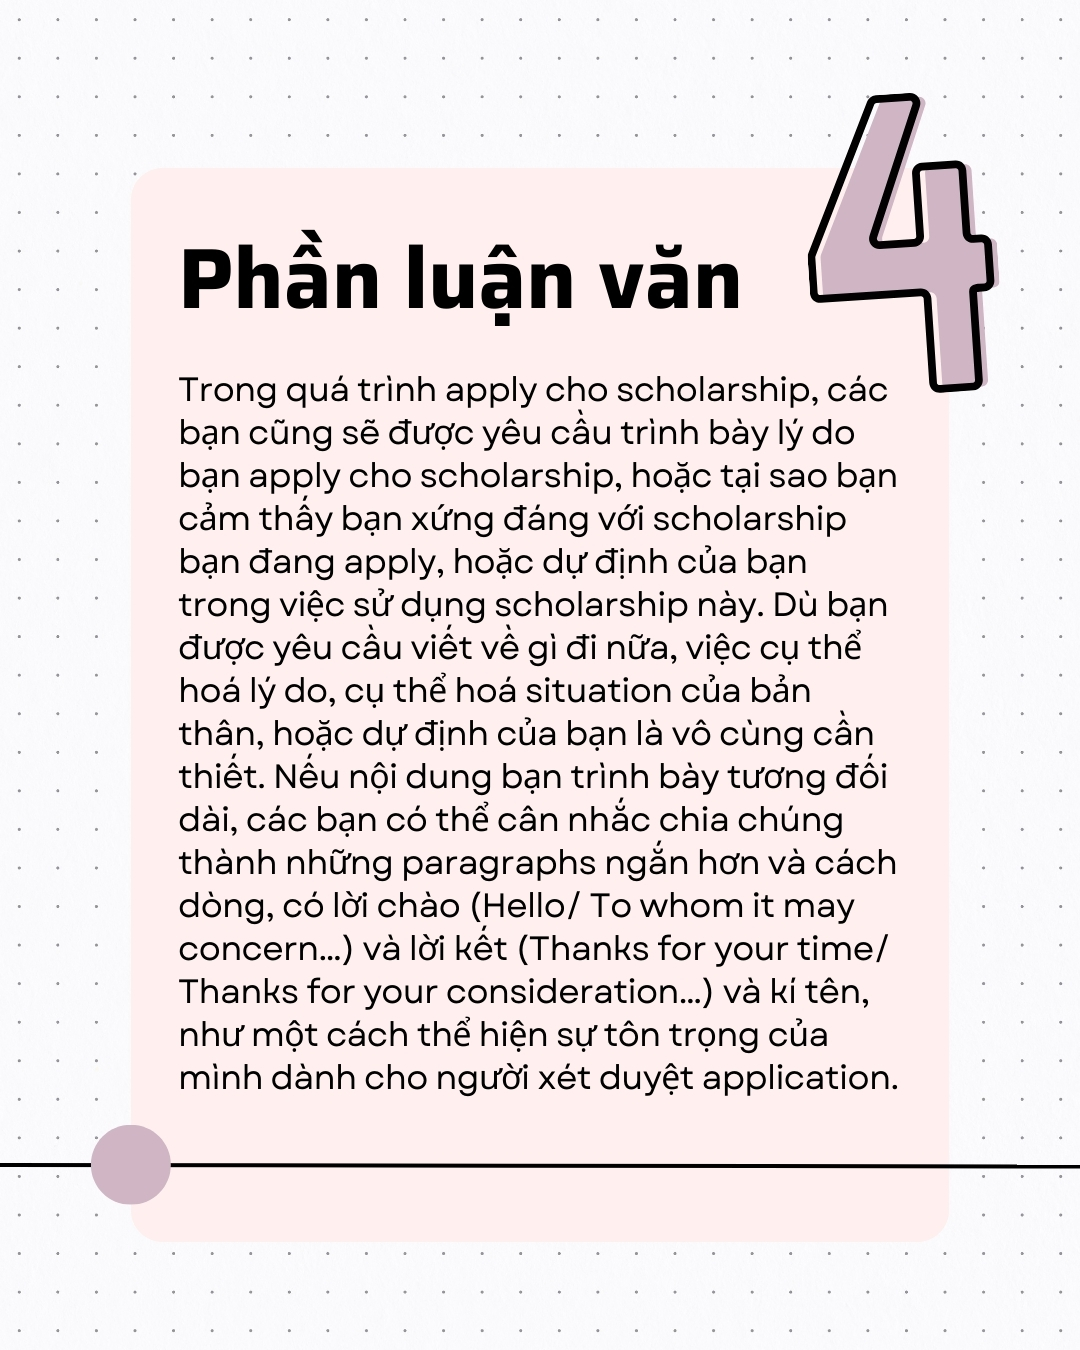 4
Phần luận văn
Trong quá trình apply cho scholarship, các
bạn cũng sẽ được yêu cầu trình bày lý do
bạn apply cho scholarship, hoặc tại sao bạn
cảm thấy bạn xứng đáng với scholarship
bạn đang apply, hoặc dự định của bạn
trong việc sử dụng scholarship này. Dù bạn
được yêu cầu viết về gì đi nữa, việc cụ thể
hoá lý do, cụ thể hoá situation của bản
thân, hoặc dự định của bạn là vô cùng cần
thiết. Nếu nội dung bạn trình bày tương đối
dài, các bạn có thể cân nhắc chia chúng
thành những paragraphs ngắn hơn và cách
dòng, có lời chào (Hello/ To whom it may
concern...) và lời kết (Thanks for your time/
Thanks for your consideration...) và kí tên,
như một cách thể hiện sự tôn trọng của
mình dành cho người xét duyệt application.